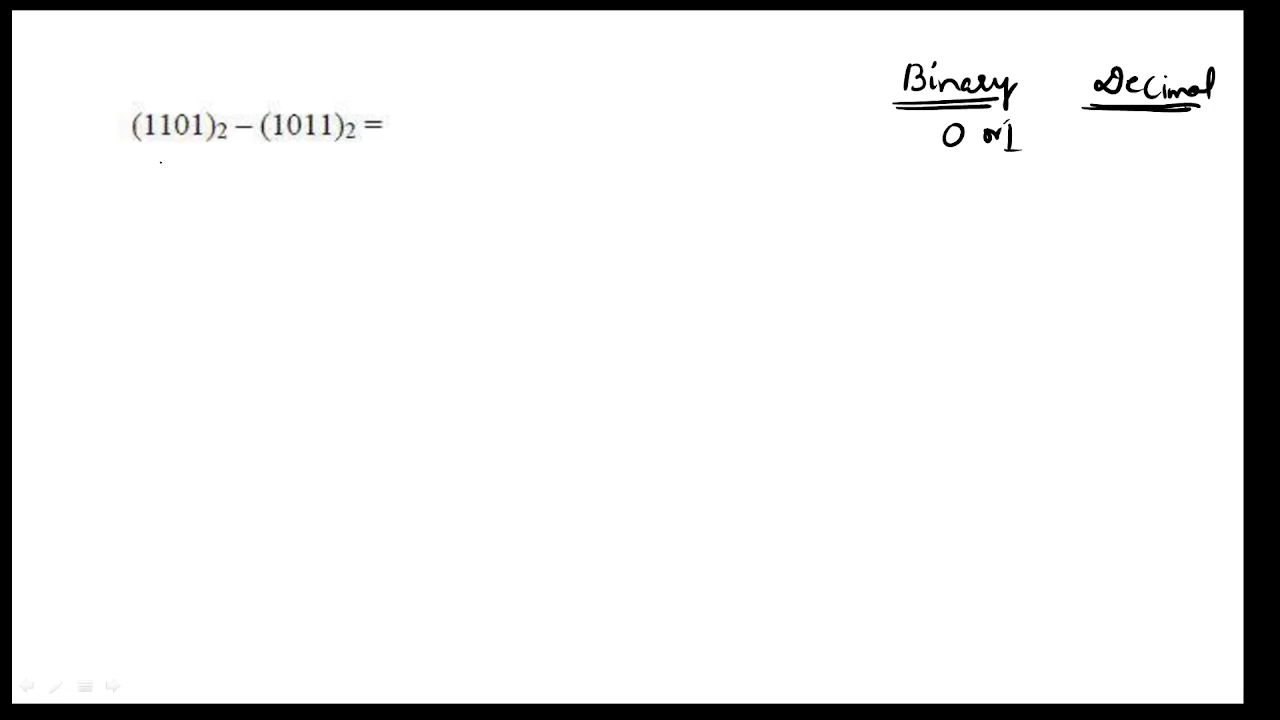 Binary Decimal
(1101)₂ – (1011)₂ =
0 or 1